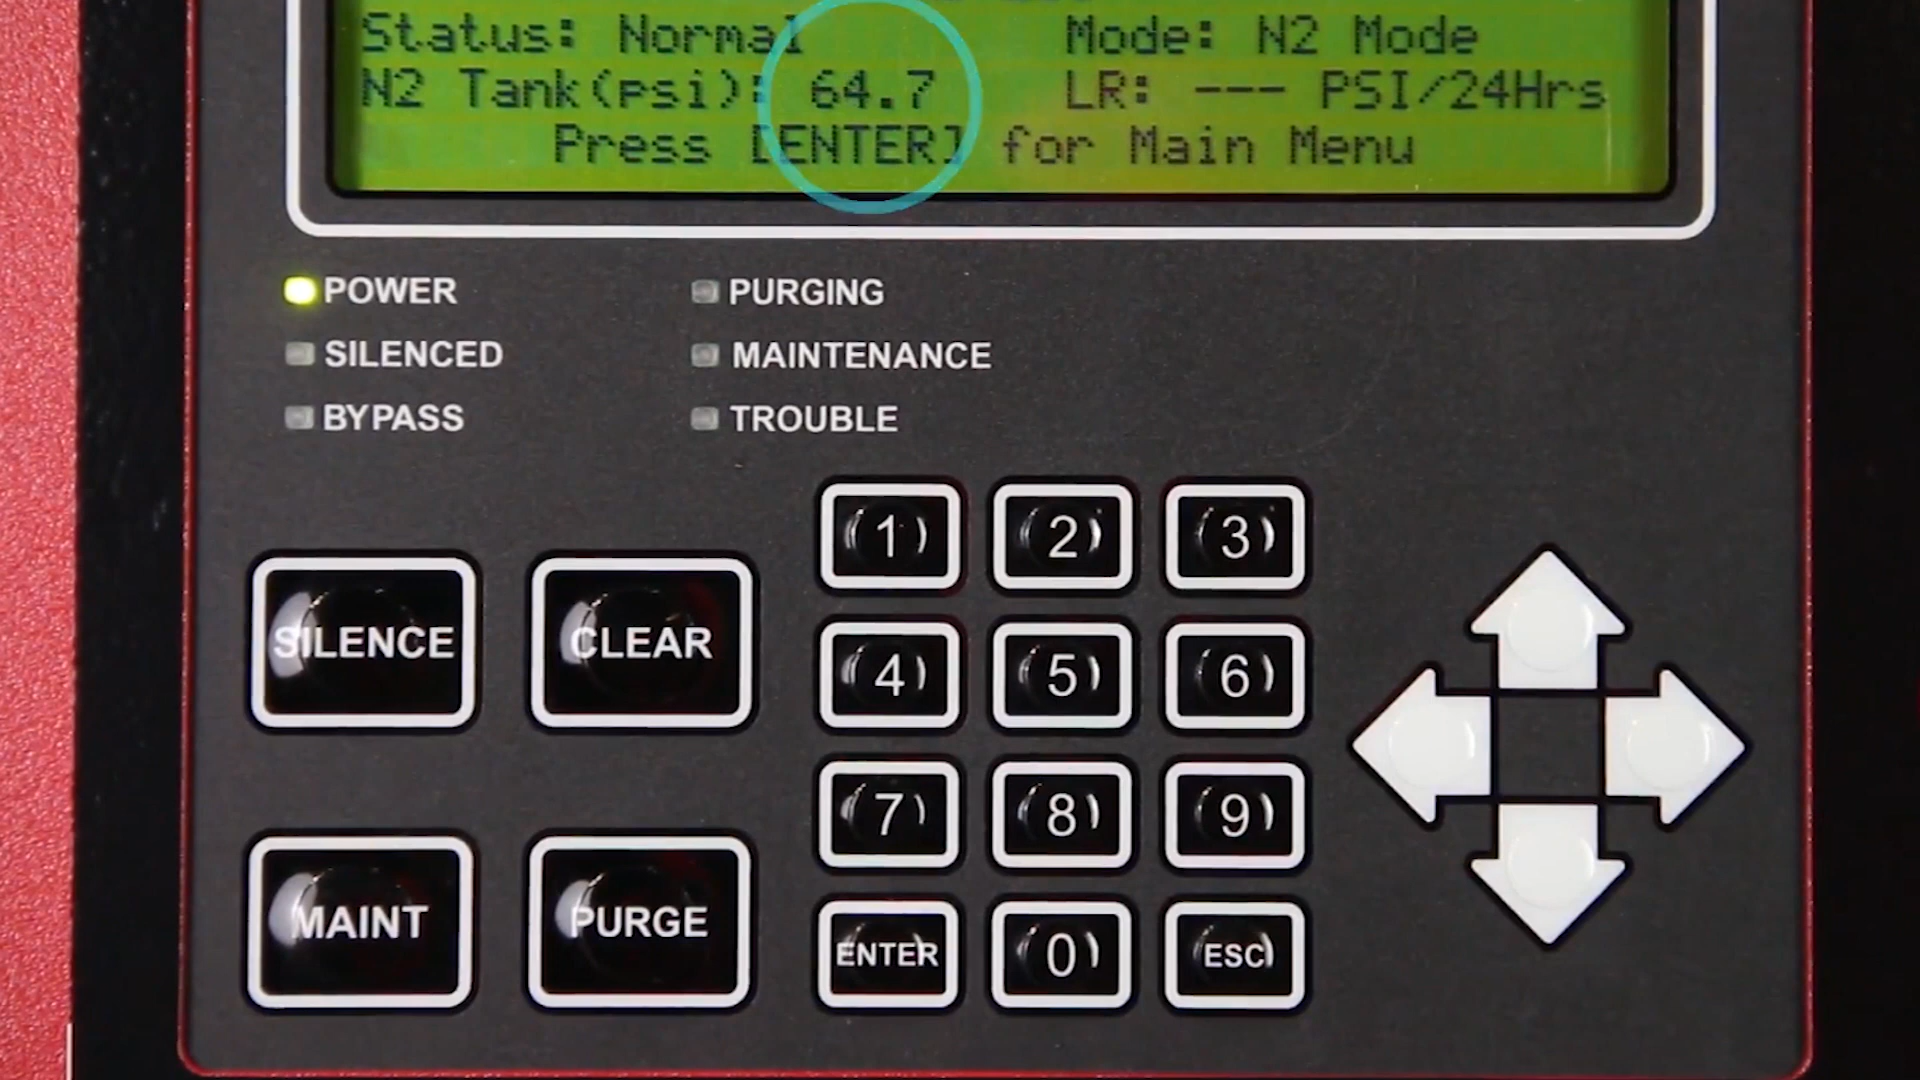 Status: Normal Mode: N2 Mode
N2 Tank(psi): 64.7 LR: --- PSI/24Hrs
Press [ENTER] for Main Menu
POWER PURGING
SILENCED MAINTENANCE
BYPASS TROUBLE
1 2 3
SILENCE CLEAR 4 5 6
7 8 9
MAINT PURGE ENTER 0 ESC